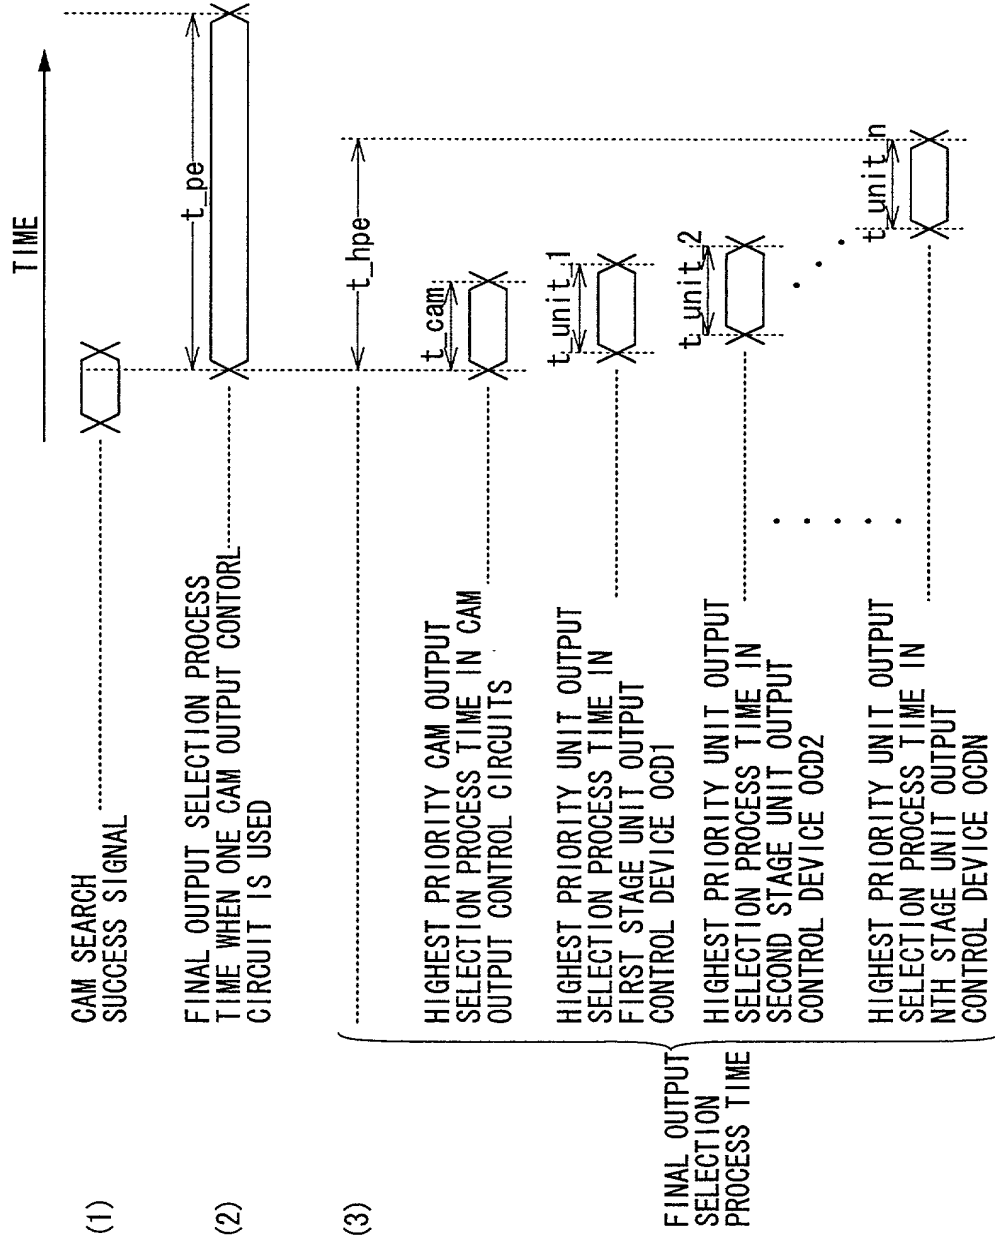 TIME
(1)
CAM SEARCH
SUCCESS SIGNAL
(2)
FINAL OUTPUT SELECTION PROCESS
TIME WHEN ONE CAM OUTPUT CONTORL
CIRCUIT IS USED
t_pe
(3)
t_hpe
FINAL OUTPUT
SELECTION
PROCESS TIME
HIGHEST PRIORITY CAM OUTPUT
SELECTION PROCESS TIME IN CAM
OUTPUT CONTROL CIRCUITS
t_cam
HIGHEST PRIORITY UNIT OUTPUT
SELECTION PROCESS TIME IN
FIRST STAGE UNIT OUTPUT
CONTROL DEVICE OCD1
t_unit_1
HIGHEST PRIORITY UNIT OUTPUT
SELECTION PROCESS TIME IN
SECOND STAGE UNIT OUTPUT
CONTROL DEVICE OCD2
t_unit_2
HIGHEST PRIORITY UNIT OUTPUT
SELECTION PROCESS TIME IN
NTH STAGE UNIT OUTPUT
CONTROL DEVICE OCDN
t_unit_n